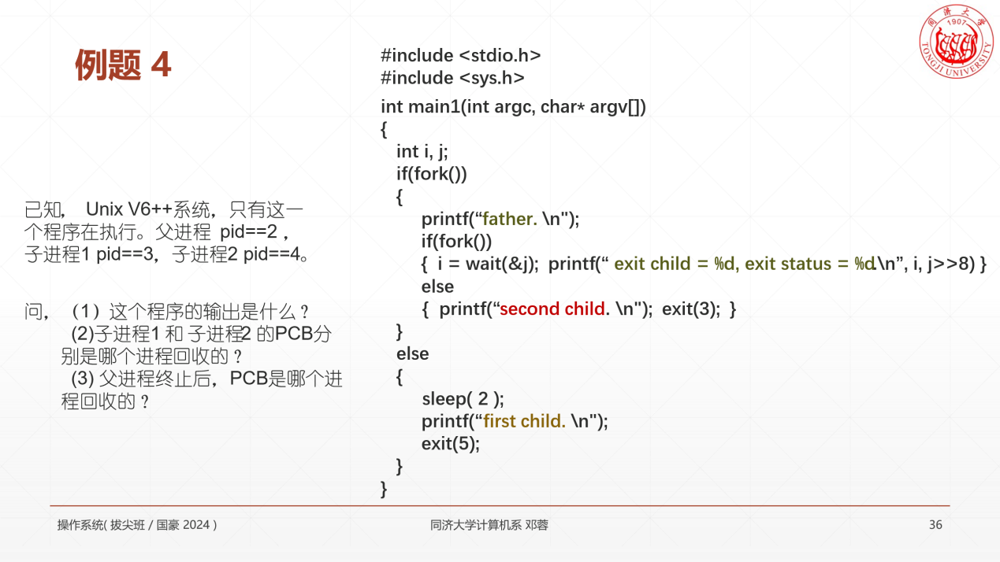 例题 4
已知， Unix V6++系统，只有这一
个程序在执行。父进程 pid==2，
子进程1 pid==3，子进程2 pid==4。
问，（1）这个程序的输出是什么？
(2)子进程1 和 子进程2 的PCB分
别是哪个进程回收的？
(3) 父进程终止后，PCB是哪个进
程回收的？
#include <stdio.h>
#include <sys.h>
int main1(int argc, char* argv[])
{
int i, j;
if(fork())
{
printf(“father. \n");
if(fork())
{ i = wait(&j); printf(“ exit child = %d, exit status = %d.\n”, i, j>>8) }
else
{ printf(“second child. \n"); exit(3); }
}
else
{
sleep( 2 );
printf(“first child. \n");
exit(5);
}
}
同济大学
1907
TONGJI UNIVERSITY
操作系统( 拔尖班 / 国豪 2024 )
同济大学计算机系 邓蓉
36